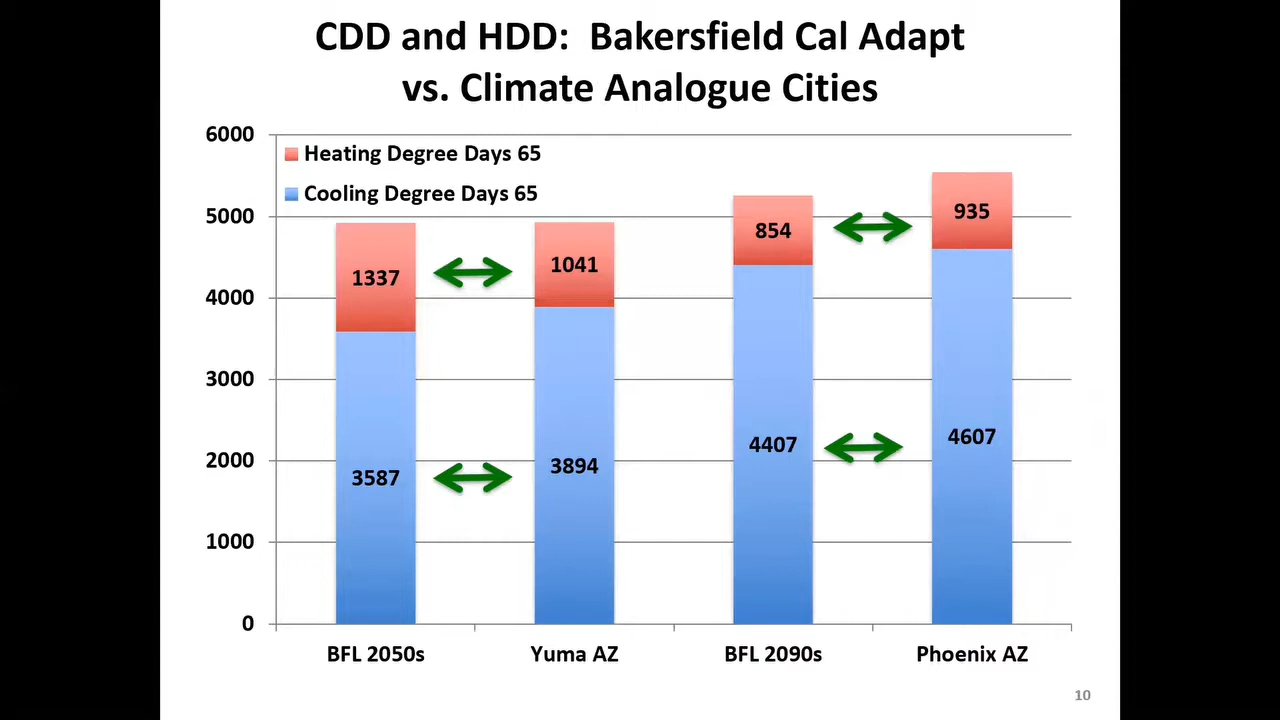 CDD and HDD: Bakersfield Cal Adapt
vs. Climate Analogue Cities
6000
5000
4000
3000
2000
1000
0
Heating Degree Days 65
Cooling Degree Days 65
1337
1041
854
935
3587
3894
4407
4607
BFL 2050s
Yuma AZ
BFL 2090s
Phoenix AZ
10